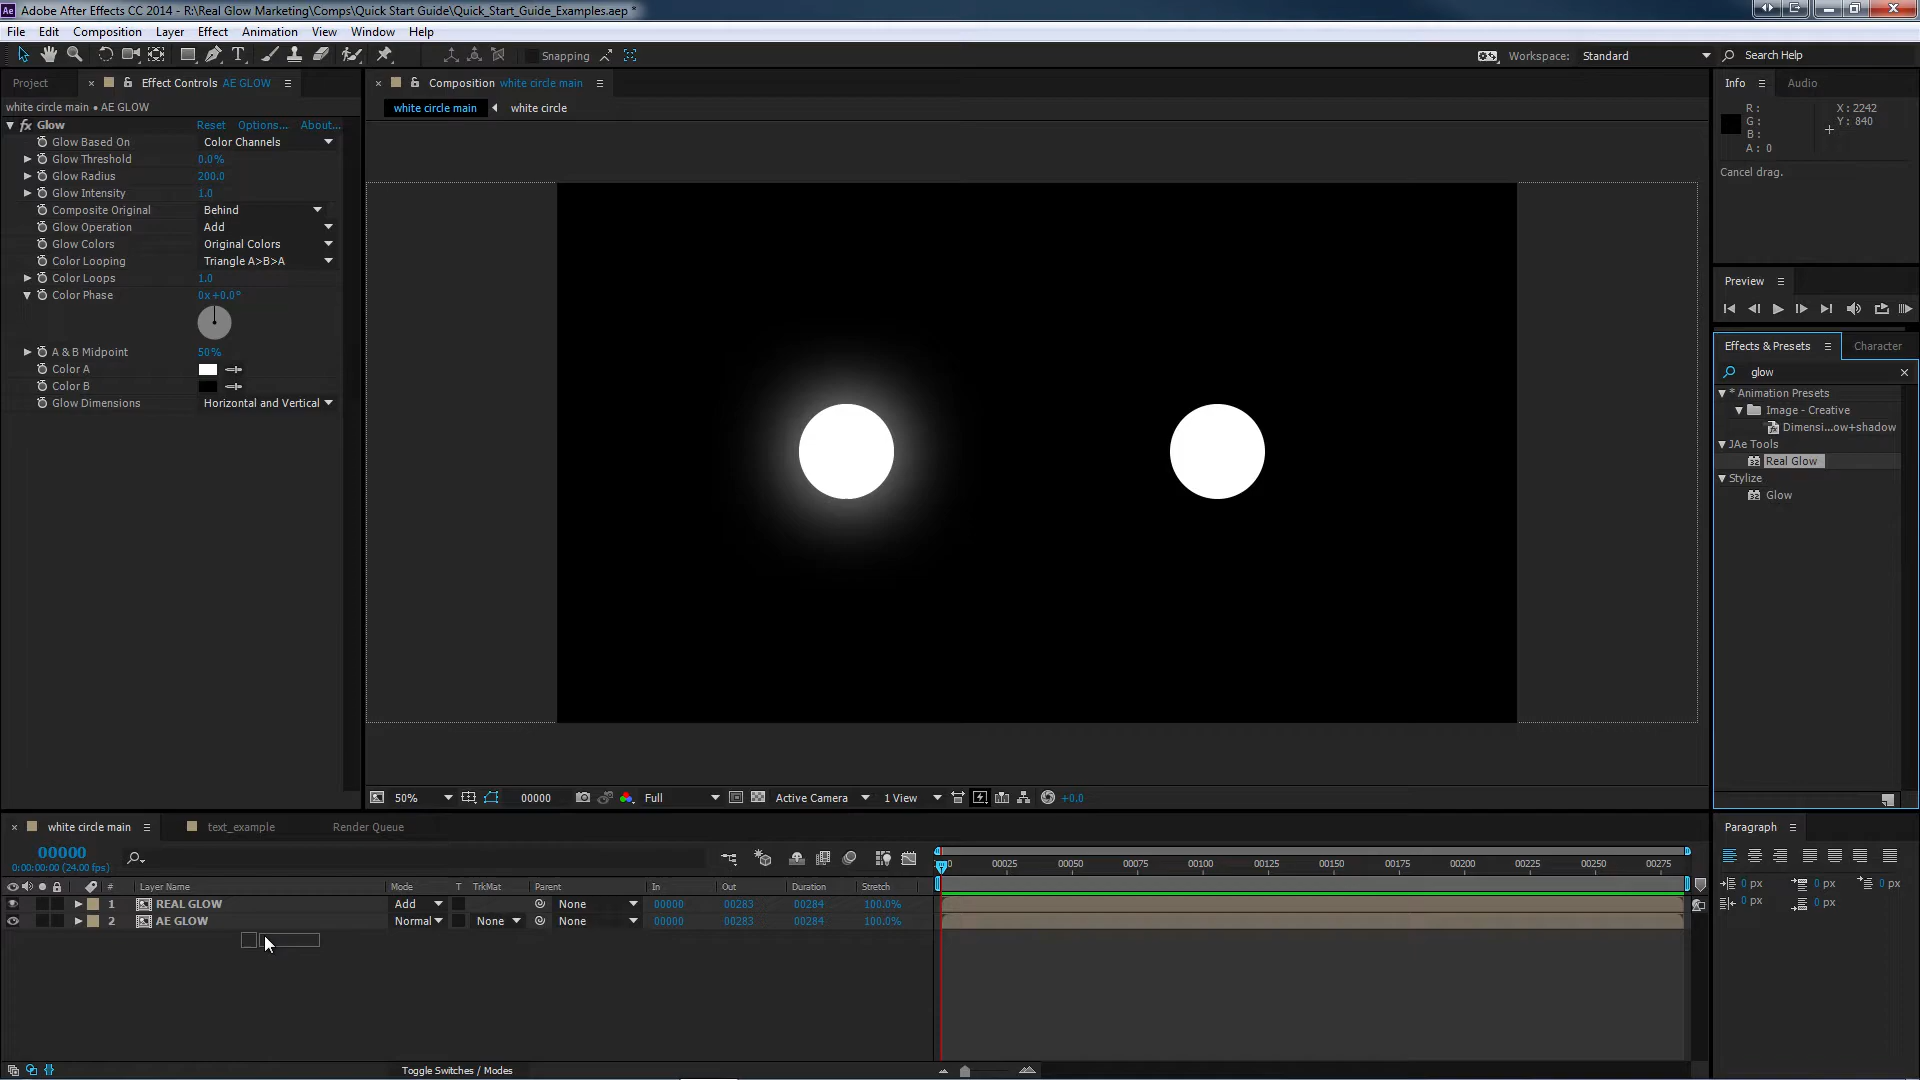 Adobe After Effects CC 2014 - R:\Real Glow Marketing\Comps\Quick Start Guide\Quick_Start_Guide_Examples.aep *
File Edit Composition Layer Effect Animation View Window Help
Snapping Workspace: Standard Search Help
Project Effect Controls AE GLOW
white circle main • AE GLOW
fx Glow Reset Options... About...
Glow Based On Color Channels
Glow Threshold 0.0%
Glow Radius 200.0
Glow Intensity 1.0
Composite Original Behind
Glow Operation Add
Glow Colors Original Colors
Color Looping Triangle A>B>A
Color Loops 1.0
Color Phase 0x+0.0°
A & B Midpoint 50%
Color A
Color B
Glow Dimensions Horizontal and Vertical
Composition white circle main
white circle main white circle
50% 00000 Full Active Camera 1 View +0.0
Info Audio
R: X: 2242
G: Y: 840
B:
A: 0
Cancel drag.
Preview
Effects & Presets Character
glow
* Animation Presets
Image - Creative
Dimensi...ow+shadow
JAe Tools
Real Glow
Stylize
Glow
white circle main text_example Render Queue
00000
0:00:00:00 (24.00 fps)
00025 00050 00075 00100 00125 00150 00175 00200 00225 00250 00275
# Layer Name Mode T TrkMat Parent In Out Duration Stretch
1 REAL GLOW Add None 00000 00283 00284 100.0%
2 AE GLOW Normal None None 00000 00283 00284 100.0%
Toggle Switches / Modes
Paragraph
0 px 0 px 0 px
0 px 0 px